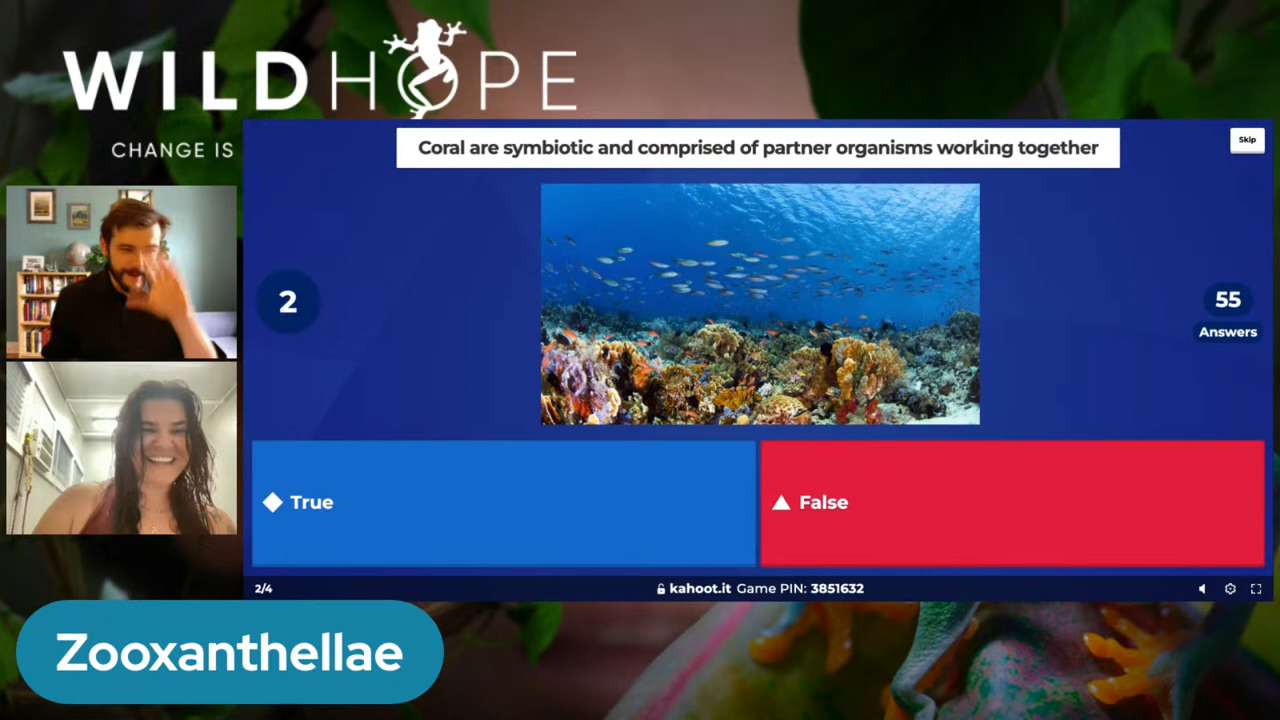 WILDHOPE
CHANGE IS
Coral are symbiotic and comprised of partner organisms working together
Skip
2
55
Answers
True
False
2/4
kahoot.it Game PIN: 3851632
Zooxanthellae